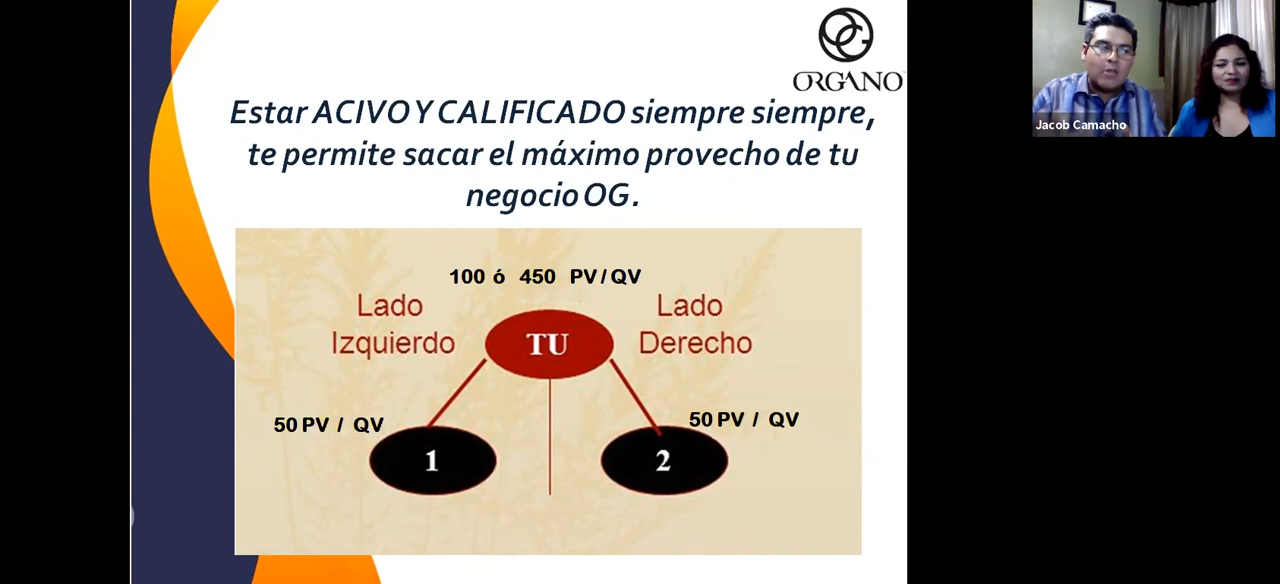 ORGANO
Estar ACIVO Y CALIFICADO siempre siempre,
te permite sacar el máximo provecho de tu
negocio OG.
100 ó 450 PV / QV
Lado
Izquierdo
TU
Lado
Derecho
50 PV / QV
50 PV / QV
1
2
Jacob Camacho